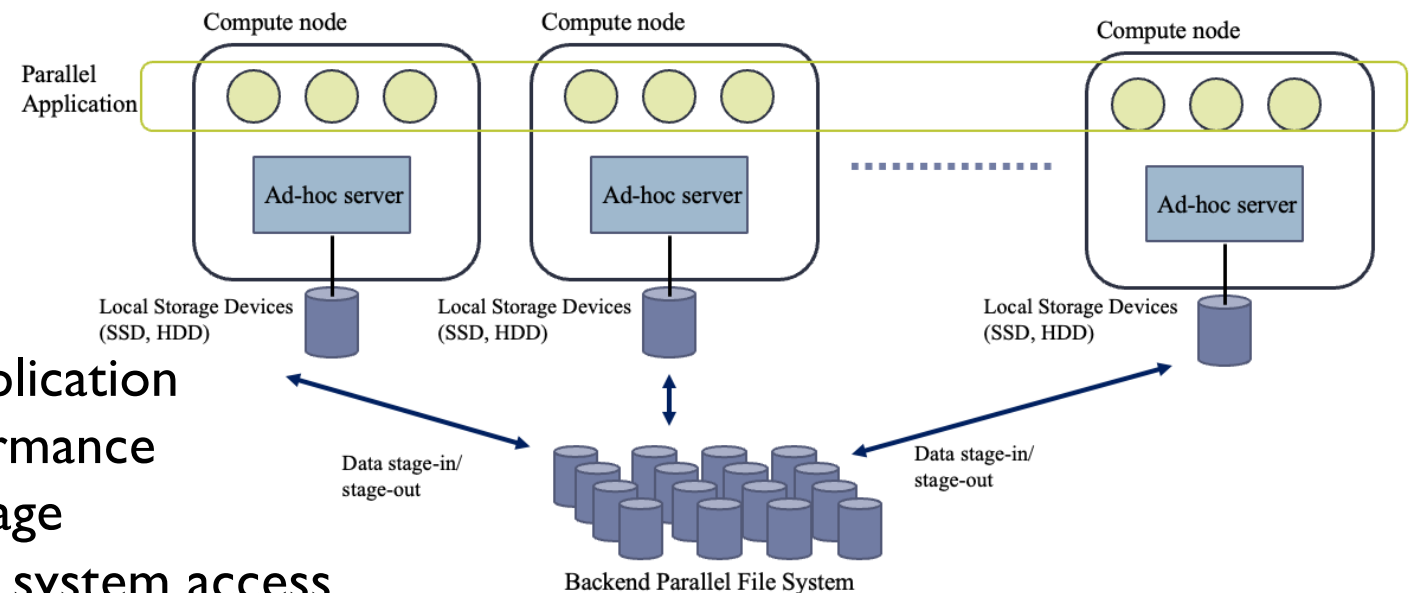 Compute node
Compute node
Compute node
Parallel
Application
Ad-hoc server
Ad-hoc server
Ad-hoc server
Local Storage Devices
(SSD, HDD)
Local Storage Devices
(SSD, HDD)
Local Storage Devices
(SSD, HDD)
plication
rmance
age
system access
Data stage-in/
stage-out
Data stage-in/
stage-out
Backend Parallel File System